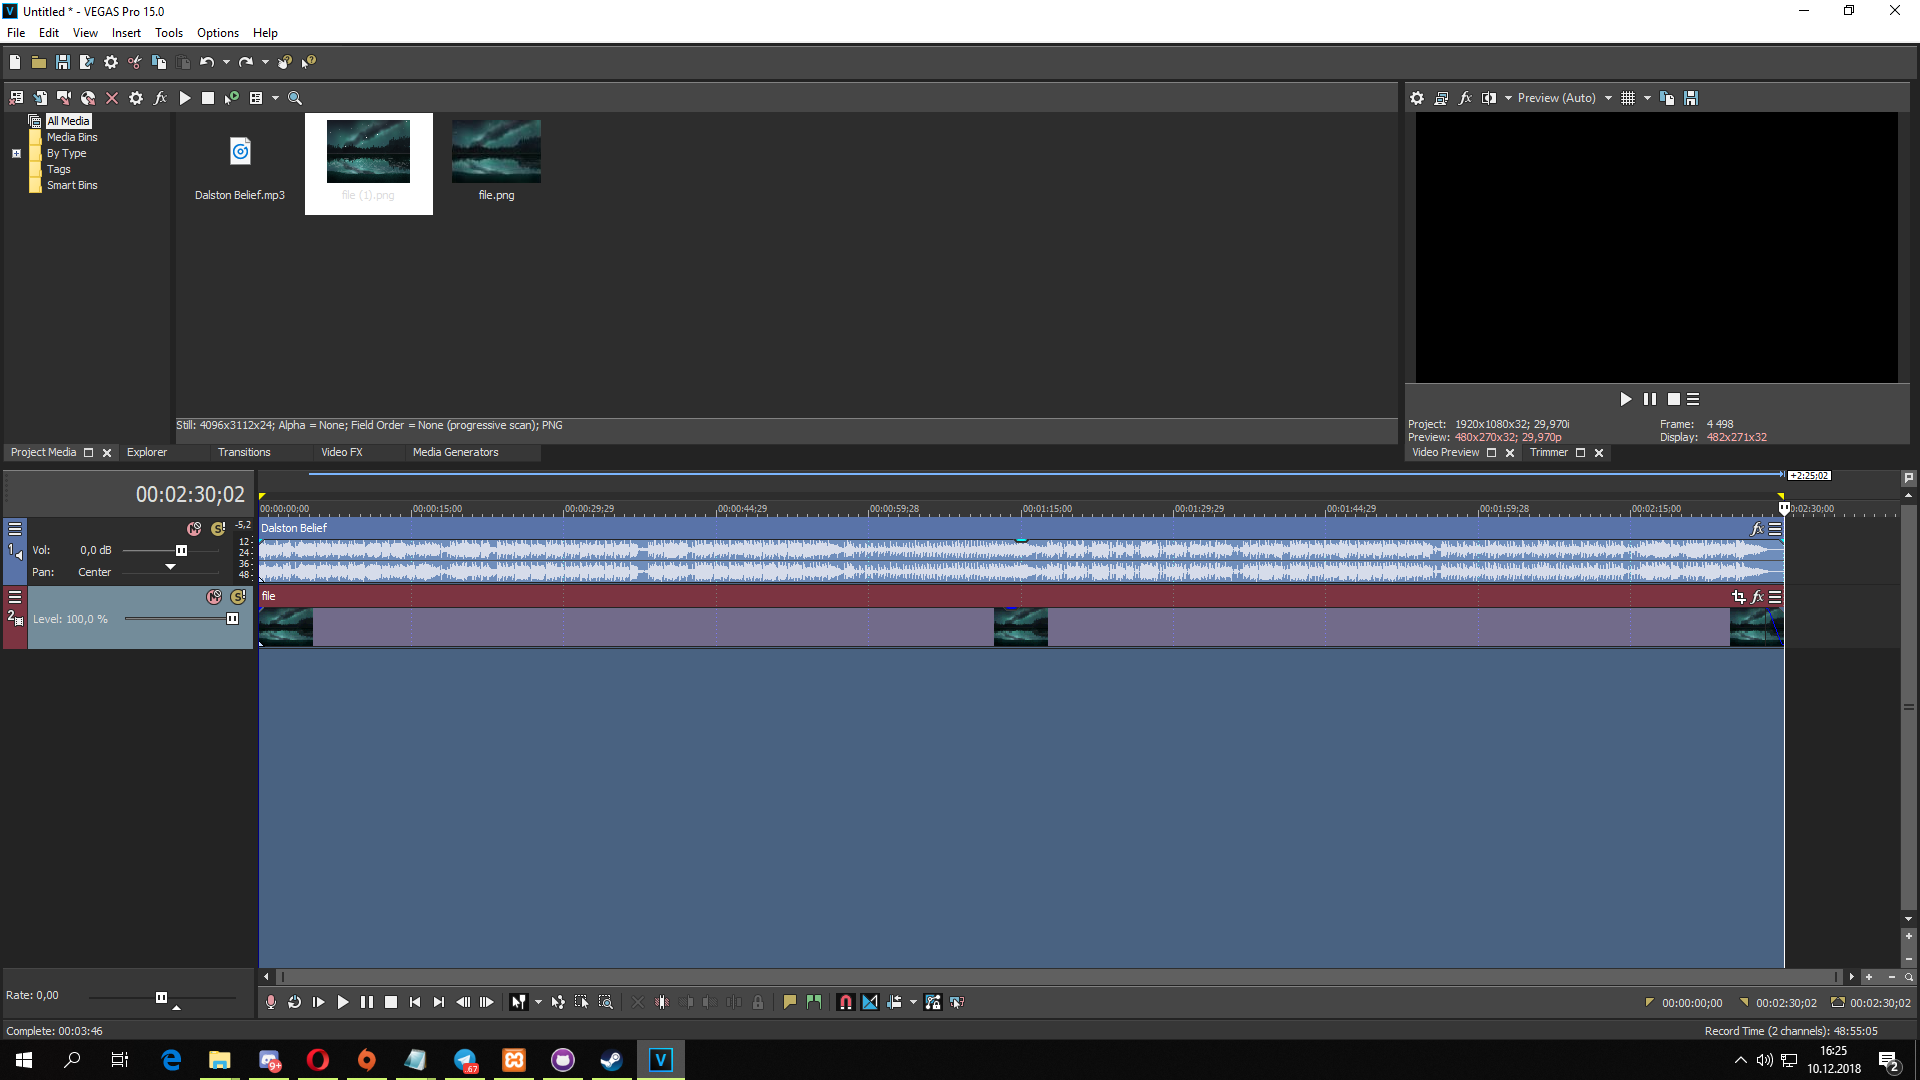 Untitled * - VEGAS Pro 15.0
File Edit View Insert Tools Options Help
Preview (Auto)
All Media
Media Bins
By Type
Tags
Smart Bins
Dalston Belief.mp3
file (1).png
file.png
Still: 4096x3112x24; Alpha = None; Field Order = None (progressive scan); PNG
Project: 1920x1080x32; 29,970i Frame: 4 498
Preview: 480x270x32; 29,970p Display: 482x271x32
Project Media Explorer Transitions Video FX Media Generators
Video Preview Trimmer
+2:25;02
00:02:30;02
00:00:00;00 00:00:15;00 00:00:29;29 00:00:44;29 00:00:59;28 00:01:15;00 00:01:29;29 00:01:44;29 00:01:59;28 00:02:15;00 0:02:30;00
1
Vol: 0,0 dB
Pan: Center
-5,2
12
24
36
48
Dalston Belief
fx
2
Level: 100,0 %
file
fx
Rate: 0,00
00:00:00;00 00:02:30;02 00:02:30;02
Complete: 00:03:46
Record Time (2 channels): 48:55:05
9+
.67
16:25
10.12.2018
2